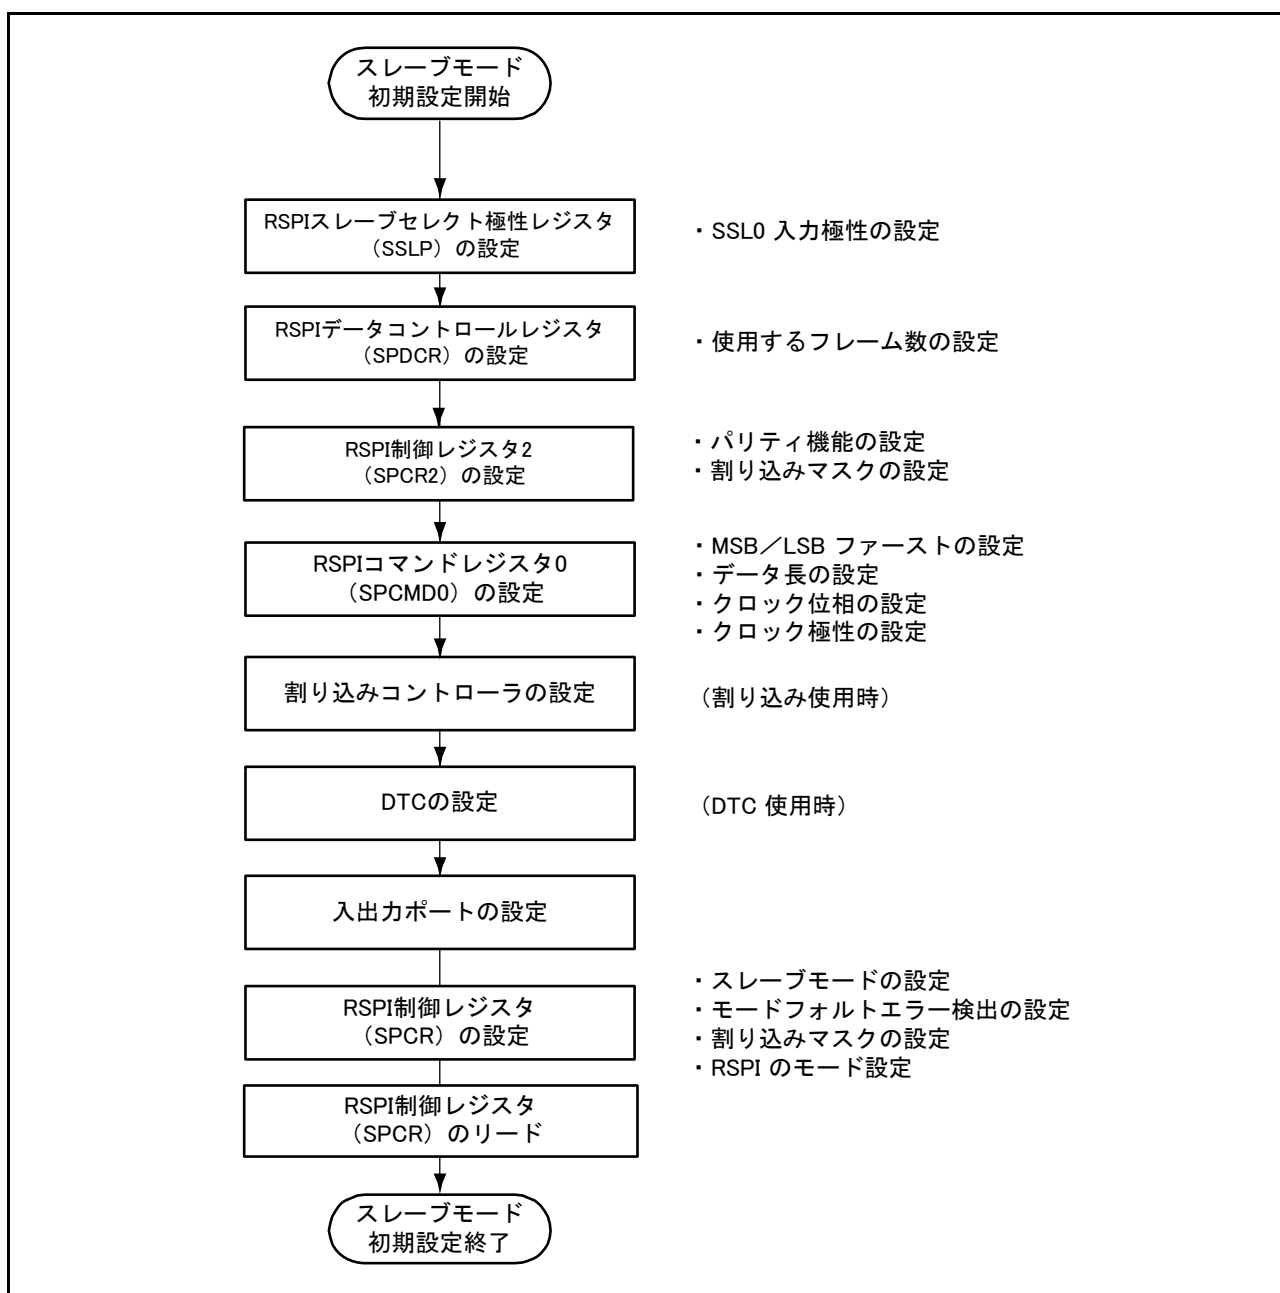 スレーブモード
初期設定開始
RSPIスレーブセレクト極性レジスタ
（SSLP）の設定
・SSL0 入力極性の設定
RSPIデータコントロールレジスタ
（SPDCR）の設定
・使用するフレーム数の設定
RSPI制御レジスタ2
（SPCR2）の設定
・パリティ機能の設定
・割り込みマスクの設定
RSPIコマンドレジスタ0
（SPCMD0）の設定
・MSB／LSB ファーストの設定
・データ長の設定
・クロック位相の設定
・クロック極性の設定
割り込みコントローラの設定
（割り込み使用時）
DTCの設定
（DTC 使用時）
入出力ポートの設定
RSPI制御レジスタ
（SPCR）の設定
・スレーブモードの設定
・モードフォルトエラー検出の設定
・割り込みマスクの設定
・RSPI のモード設定
RSPI制御レジスタ
（SPCR）のリード
スレーブモード
初期設定終了